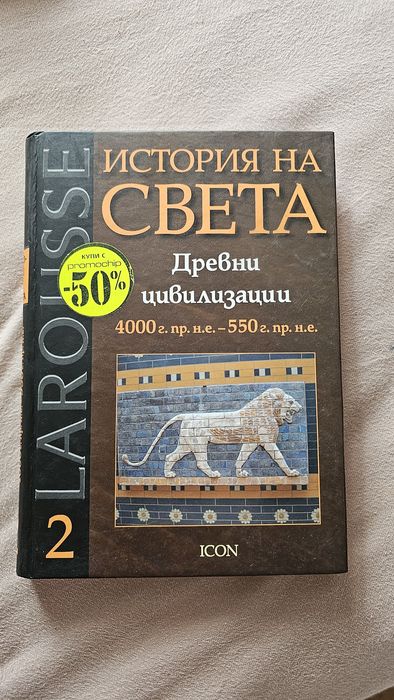 LAROUSSE
ИСТОРИЯ НА
СВЕТА
КУПИ С
promochip
-50%
Древни
цивилизации
4000 г. пр. н.е. – 550 г. пр. н.е.
2
ICON